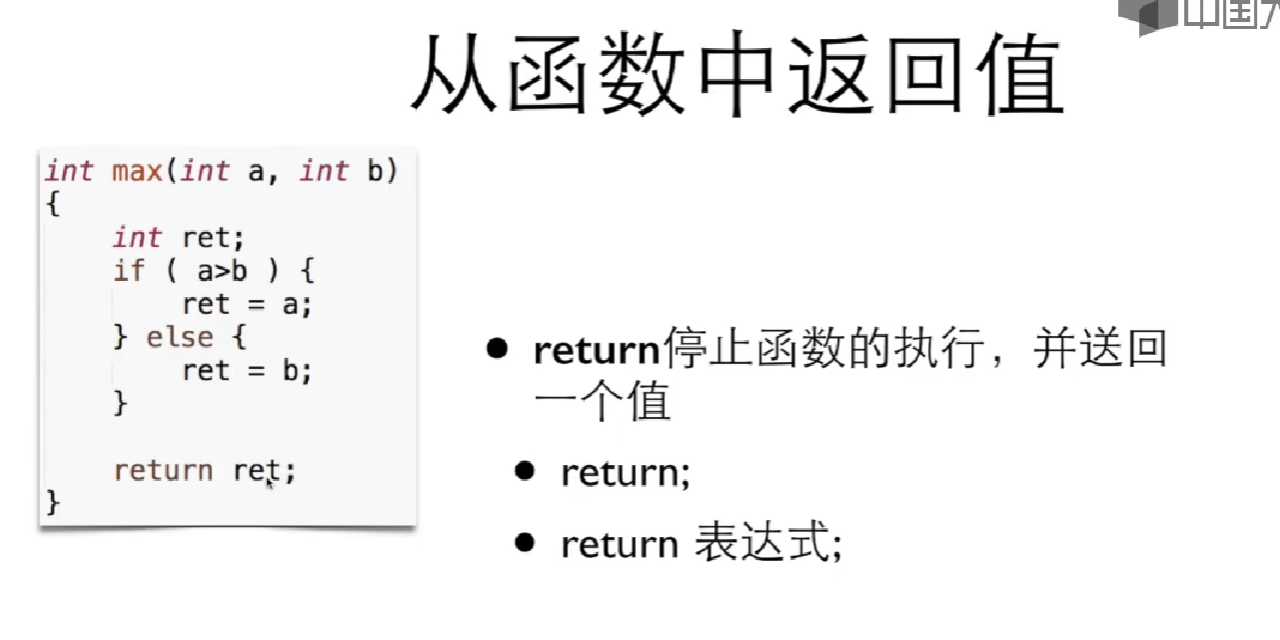 中国大
从函数中返回值
int max(int a, int b)
{
    int ret;
    if ( a>b ) {
        ret = a;
    } else {
        ret = b;
    }
    return ret;
}
● return停止函数的执行，并送回
一个值
● return;
● return 表达式;